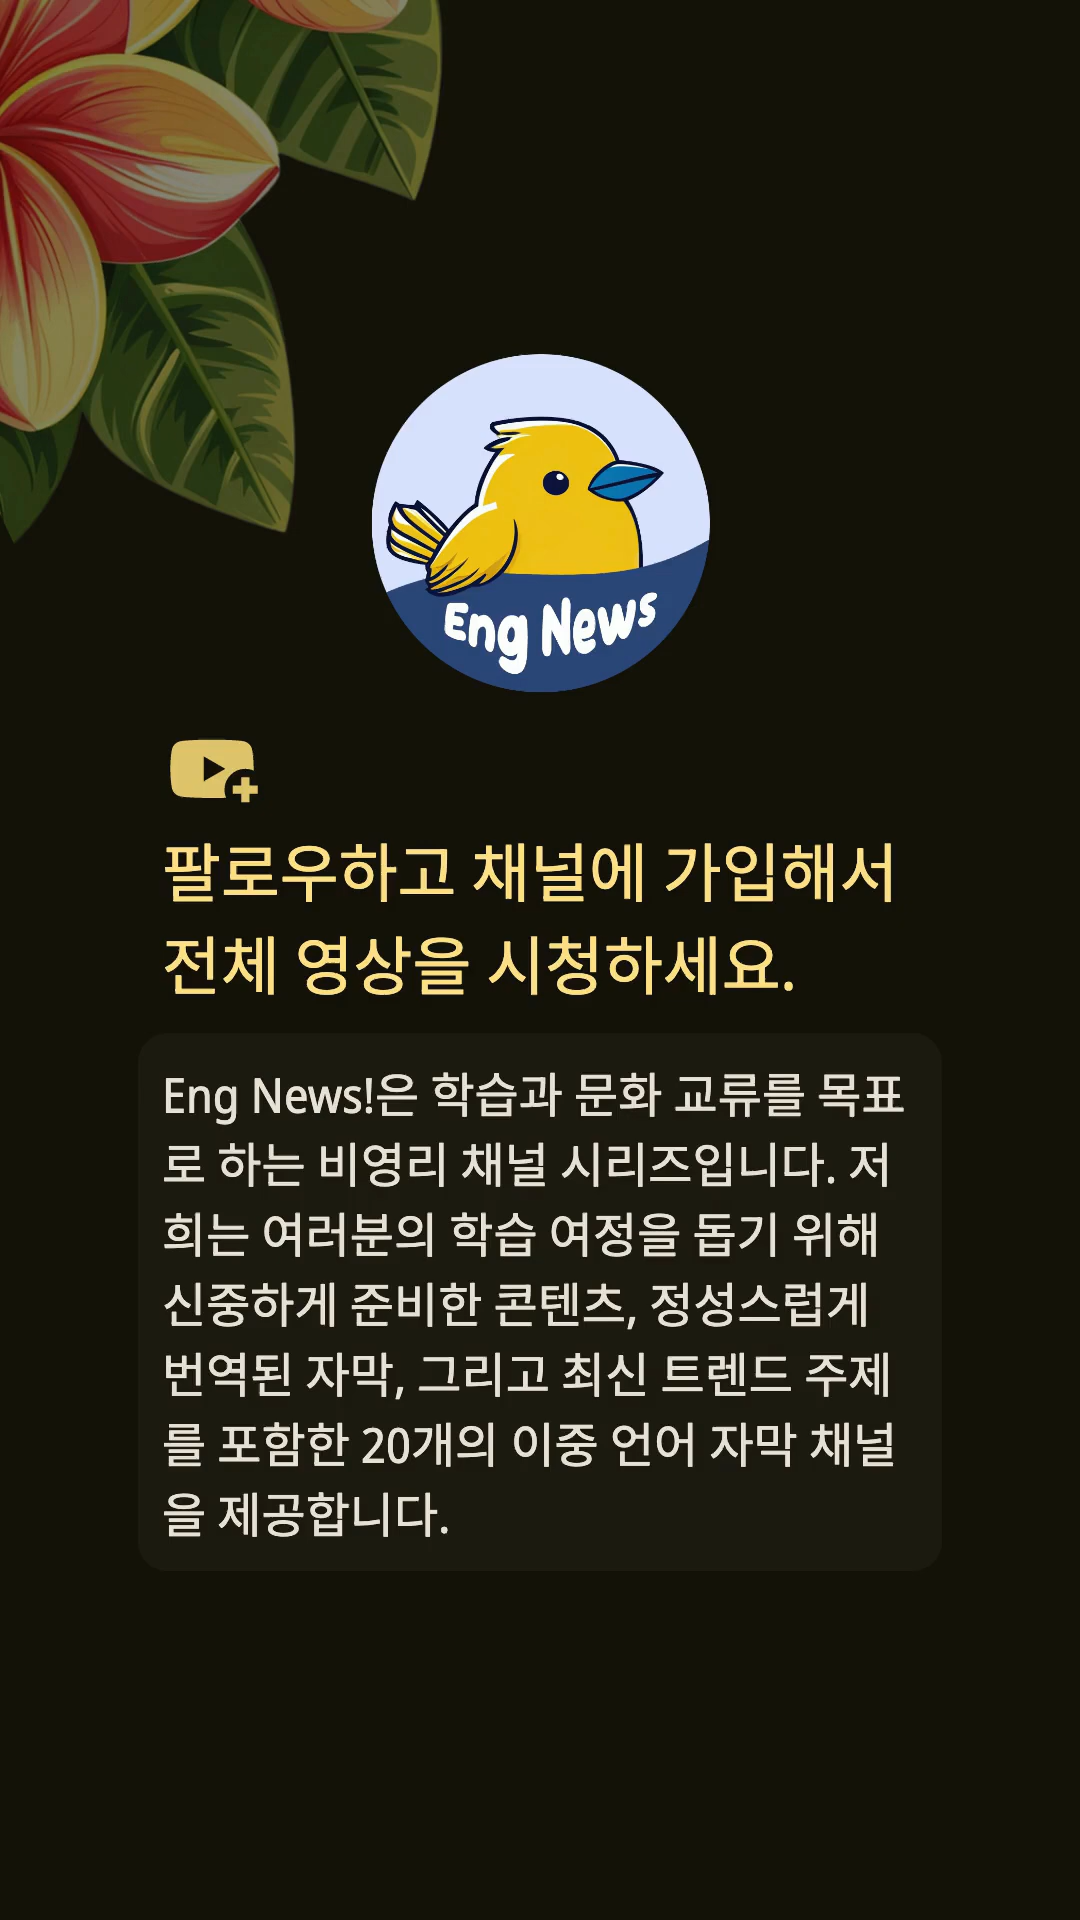 Eng News
팔로우하고 채널에 가입해서
전체 영상을 시청하세요.
Eng News!은 학습과 문화 교류를 목표
로 하는 비영리 채널 시리즈입니다. 저
희는 여러분의 학습 여정을 돕기 위해
신중하게 준비한 콘텐츠, 정성스럽게
번역된 자막, 그리고 최신 트렌드 주제
를 포함한 20개의 이중 언어 자막 채널
을 제공합니다.